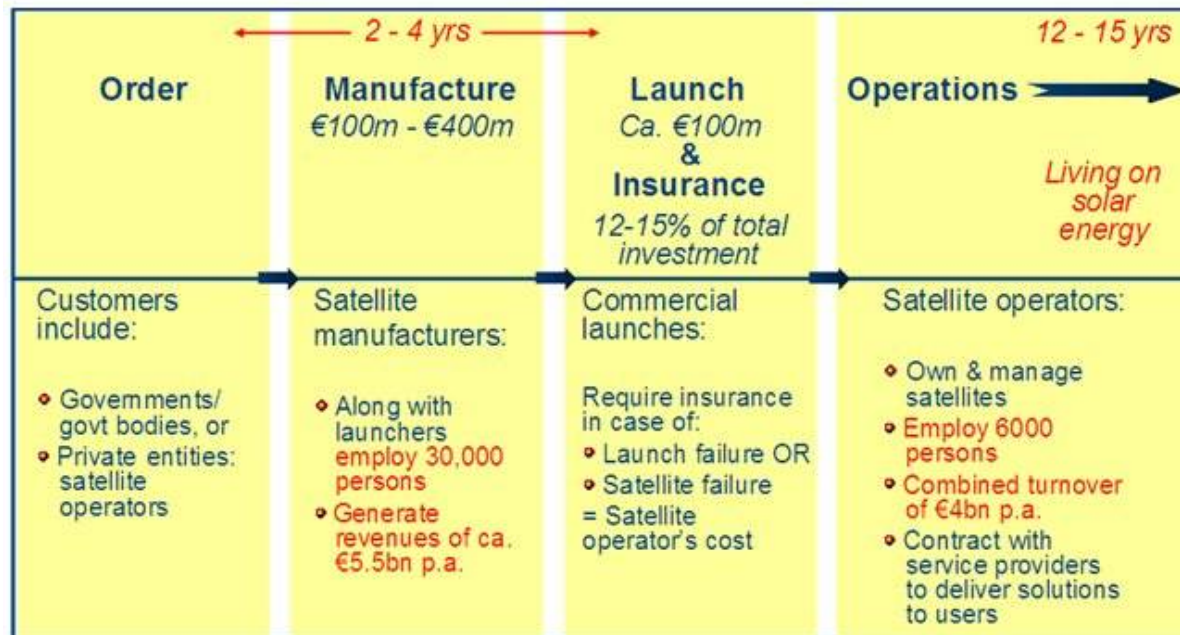 2 - 4 yrs
12 - 15 yrs
Order
Manufacture
€100m - €400m
Launch
Ca. €100m
&
Insurance
12-15% of total
investment
Operations
Living on
solar
energy
Customers
include:
Governments/
govt bodies, or
Private entities:
satellite
operators
Satellite
manufacturers:
Along with
launchers
employ 30,000
persons
Generate
revenues of ca.
€5.5bn p.a.
Commercial
launches:
Require insurance
in case of:
Launch failure OR
Satellite failure
= Satellite
operator's cost
Satellite operators:
Own & manage
satellites
Employ 6000
persons
Combined turnover
of €4bn p.a.
Contract with
service providers
to deliver solutions
to users